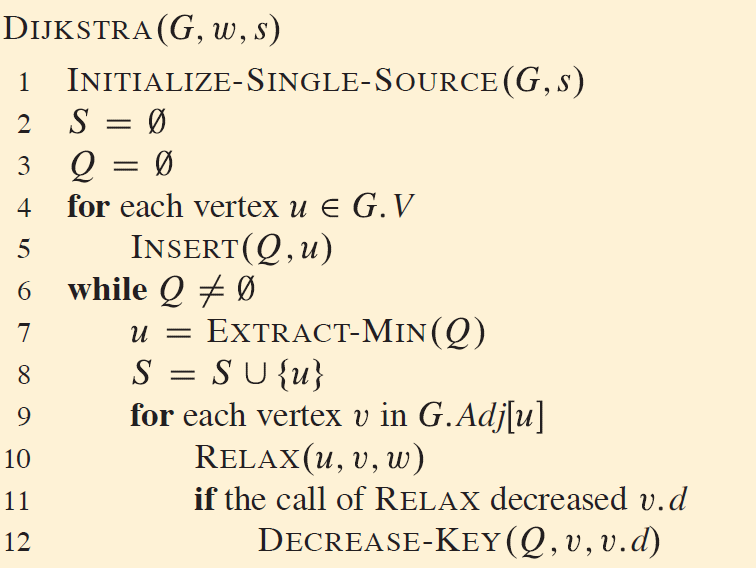 DIJKSTRA(G, w, s)
1 INITIALIZE-SINGLE-SOURCE(G, s)
2 S = ∅
3 Q = ∅
4 for each vertex u ∈ G.V
5 INSERT(Q, u)
6 while Q ≠ ∅
7 u = EXTRACT-MIN(Q)
8 S = S ∪ {u}
9 for each vertex v in G.Adj[u]
10 RELAX(u, v, w)
11 if the call of RELAX decreased v.d
12 DECREASE-KEY(Q, v, v.d)